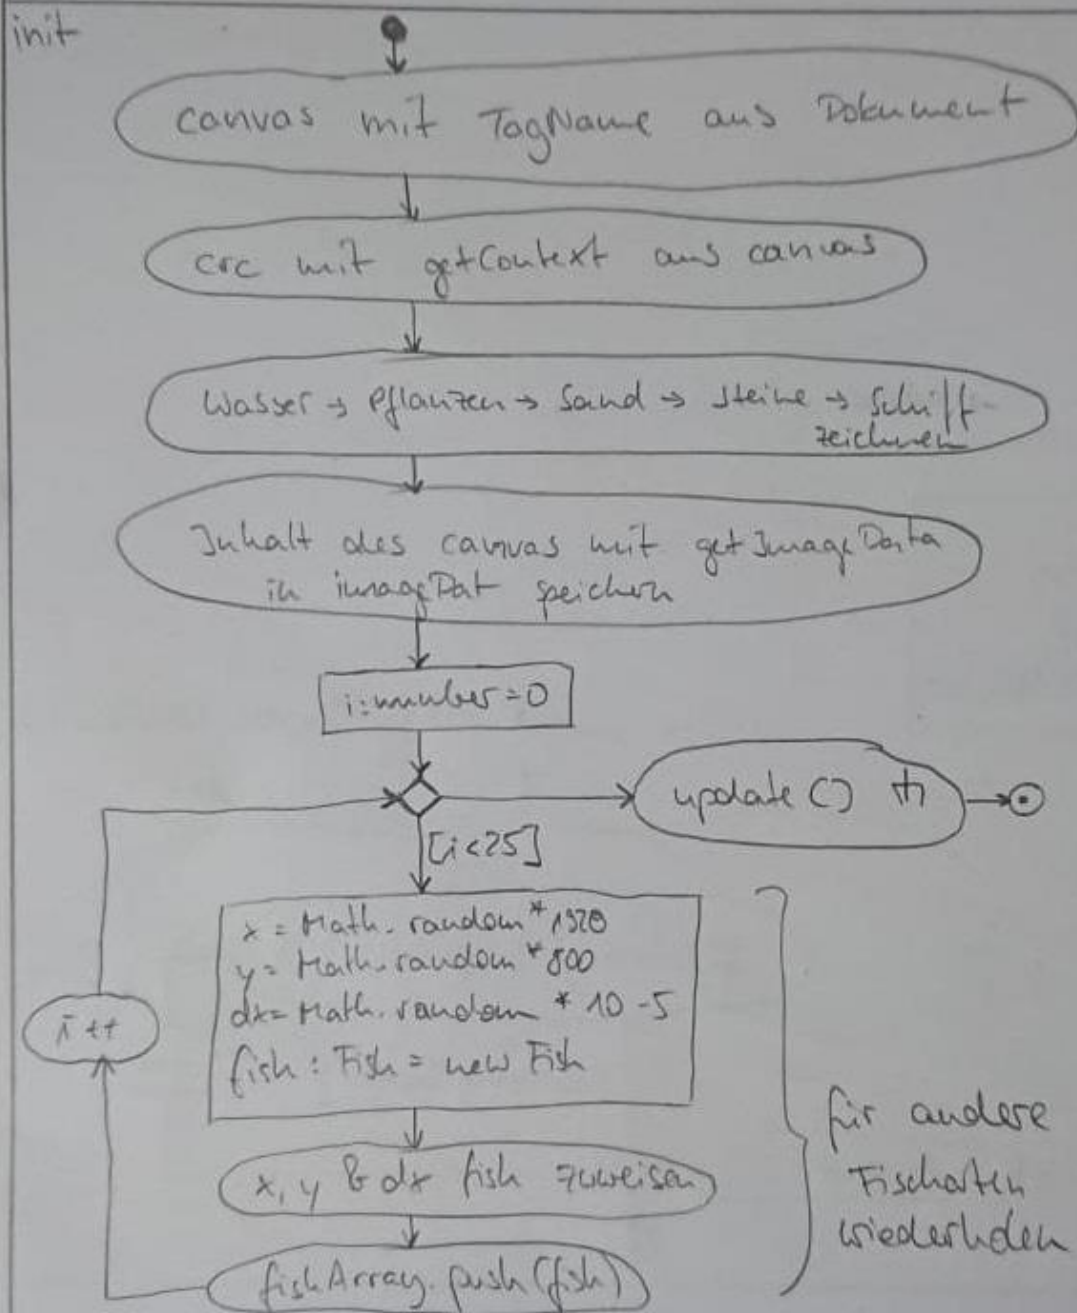 init
canvas mit TagName aus Dokument
crc mit getContext aus canvas
Wasser → Pflanzen → Sand → Steine → Schiff
zeichnen
Inhalt des canvas mit getImageData
in imageDat speichern
i:number=0
update()
[i<25]
x = Math.random * 1920
y = Math.random * 800
dx= Math.random * 10 -5
fish : Fish = new Fish
i++
für andere
Fischarten
wiederholen
x, y & dx fish zuweisen
fishArray.push(fish)